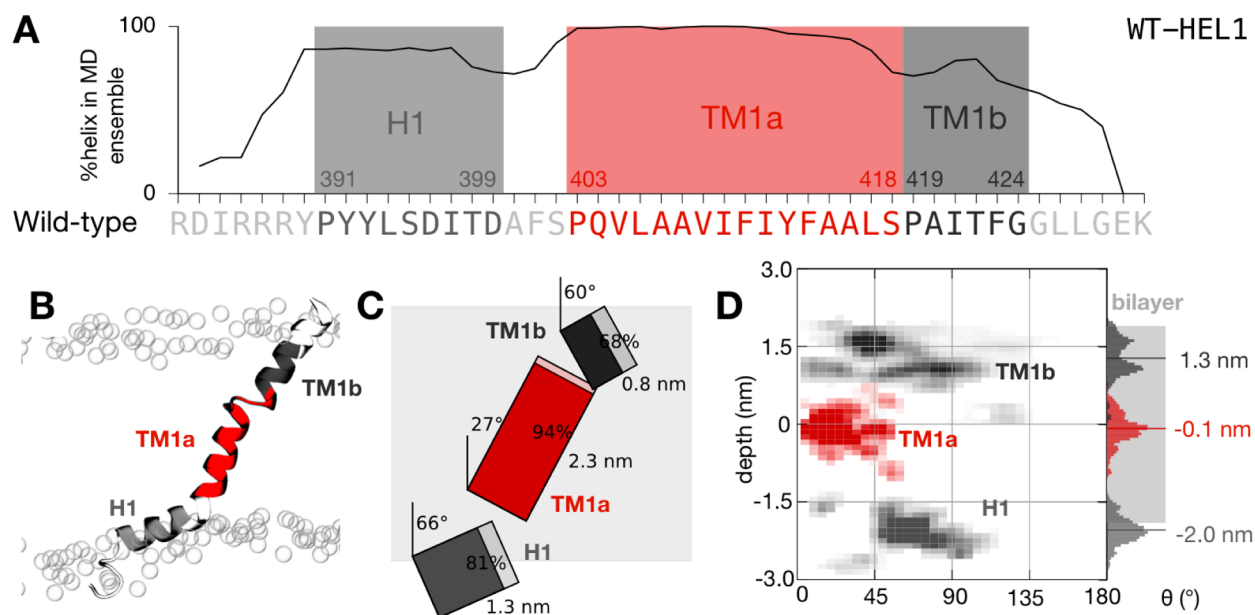 A
WT–HEL1
%helix in MD
ensemble
100
0
H1
TM1a
TM1b
391 399 403 418 419 424
Wild-type RDIRRRYPYYLSDITDAFSPQVLAAVIFIYFAALSPAITFGGLLGEK
B
TM1b
TM1a
H1
C
60°
TM1b
68%
0.8 nm
27°
94%
2.3 nm
TM1a
66°
H1
81%
1.3 nm
D
3.0
1.5
0
-1.5
-3.0
depth (nm)
TM1b
TM1a
H1
0 45 90 135 180 θ (°)
bilayer
1.3 nm
-0.1 nm
-2.0 nm